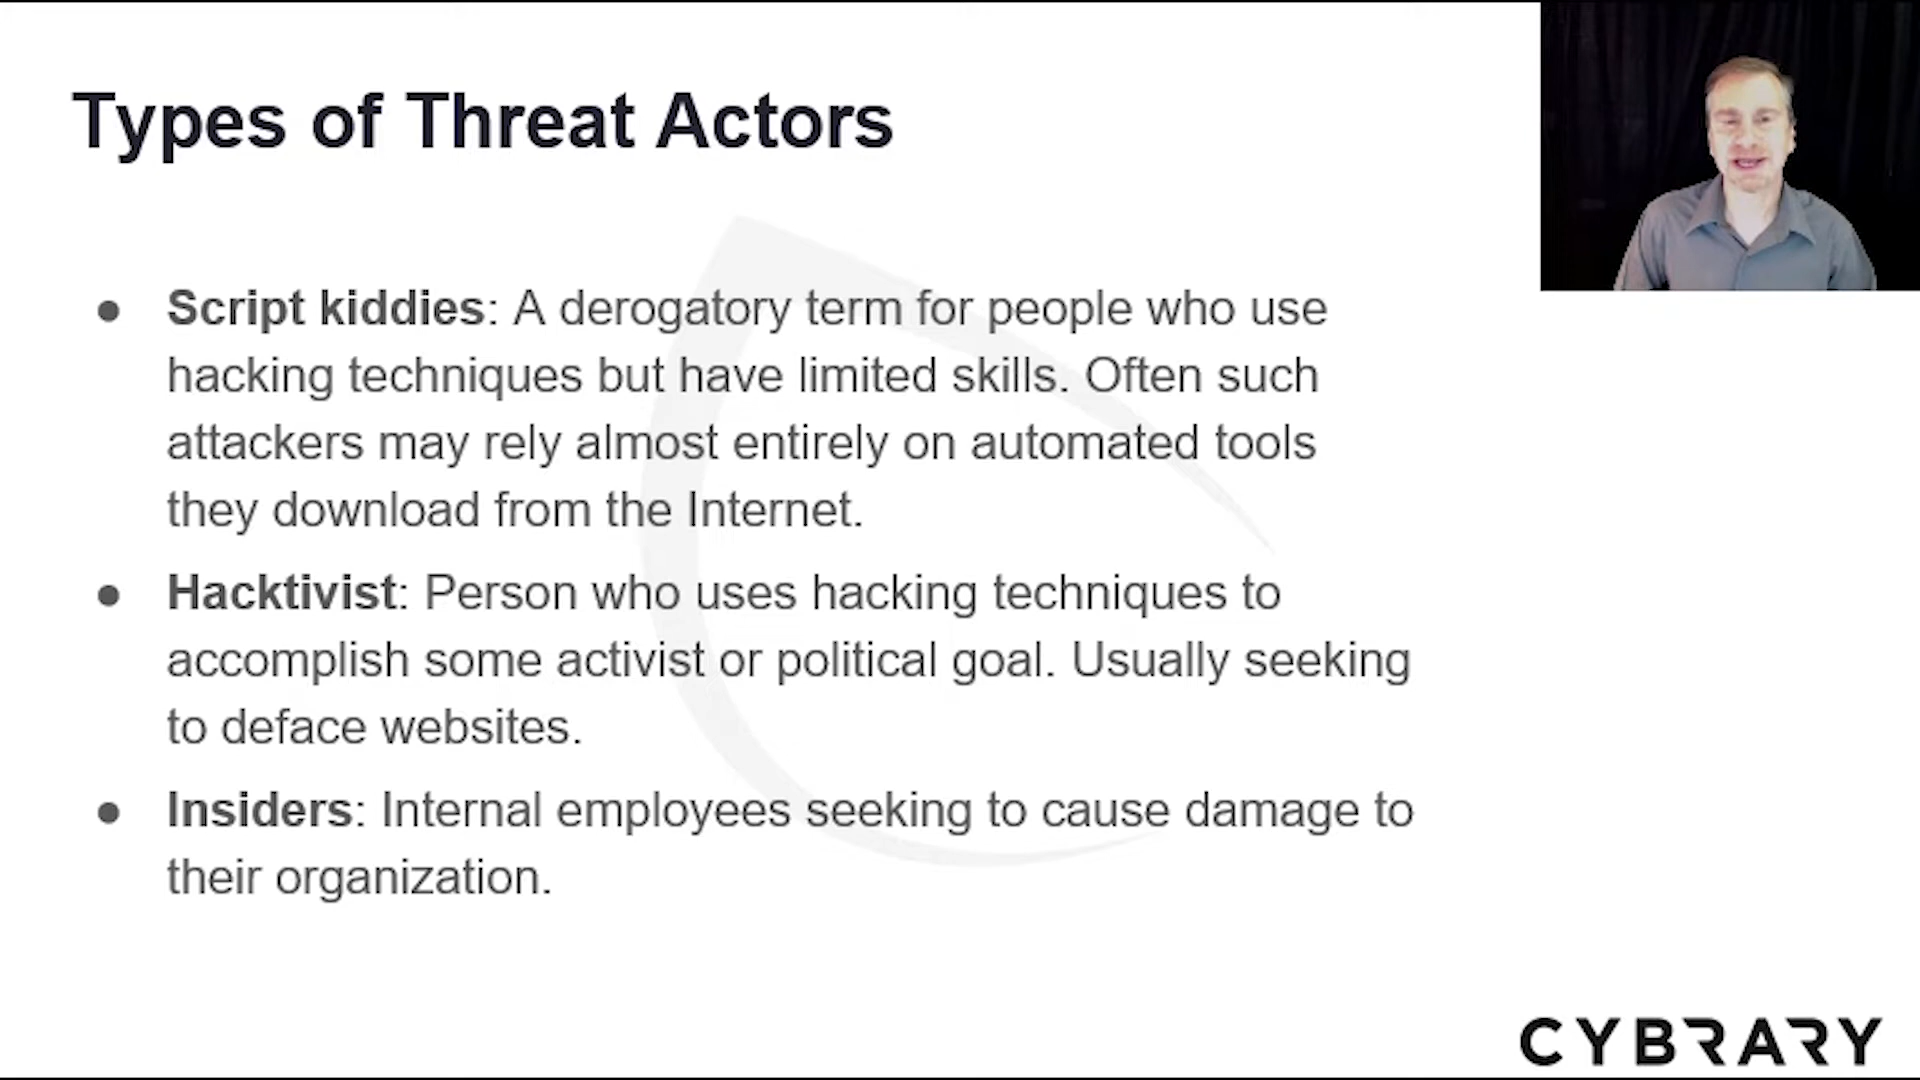 Types of Threat Actors
● Script kiddies: A derogatory term for people who use
hacking techniques but have limited skills. Often such
attackers may rely almost entirely on automated tools
they download from the Internet.
● Hacktivist: Person who uses hacking techniques to
accomplish some activist or political goal. Usually seeking
to deface websites.
● Insiders: Internal employees seeking to cause damage to
their organization.
CYBRARY